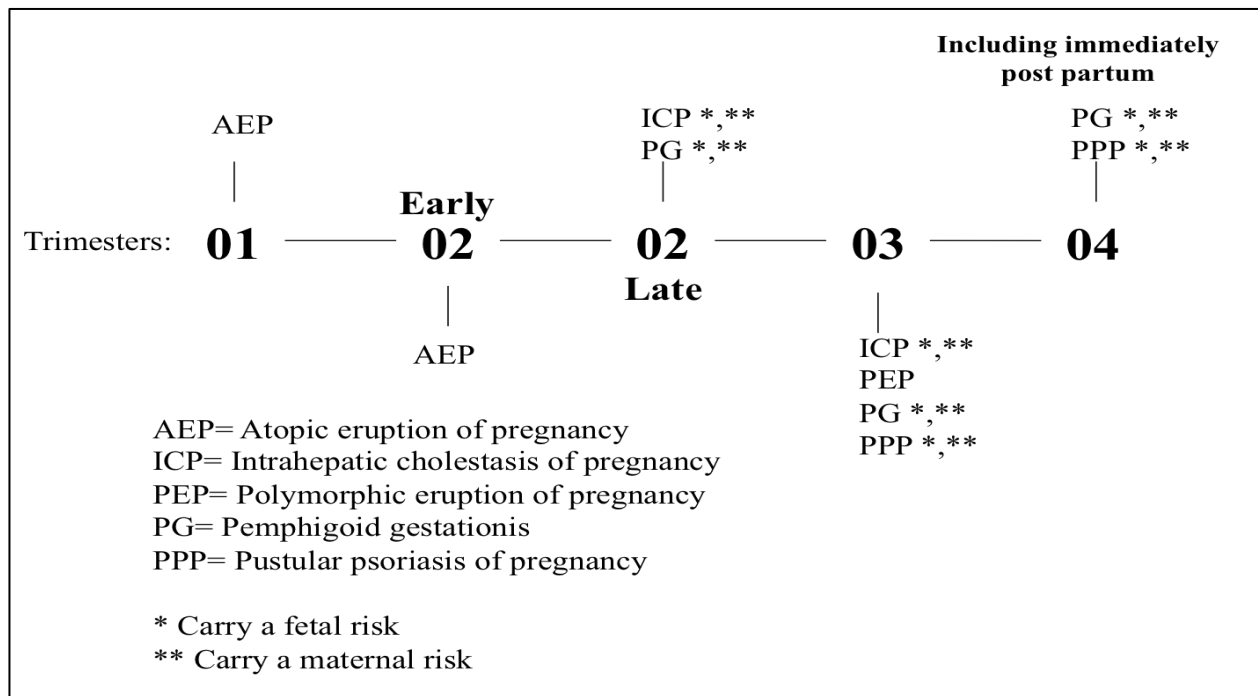 Including immediately
post partum
AEP
ICP *,**
PG *,**
PG *,**
PPP *,**
Early
Trimesters: 01 02 02 03 04
Late
AEP
ICP *,**
PEP
PG *,**
PPP *,**
AEP= Atopic eruption of pregnancy
ICP= Intrahepatic cholestasis of pregnancy
PEP= Polymorphic eruption of pregnancy
PG= Pemphigoid gestationis
PPP= Pustular psoriasis of pregnancy
* Carry a fetal risk
** Carry a maternal risk